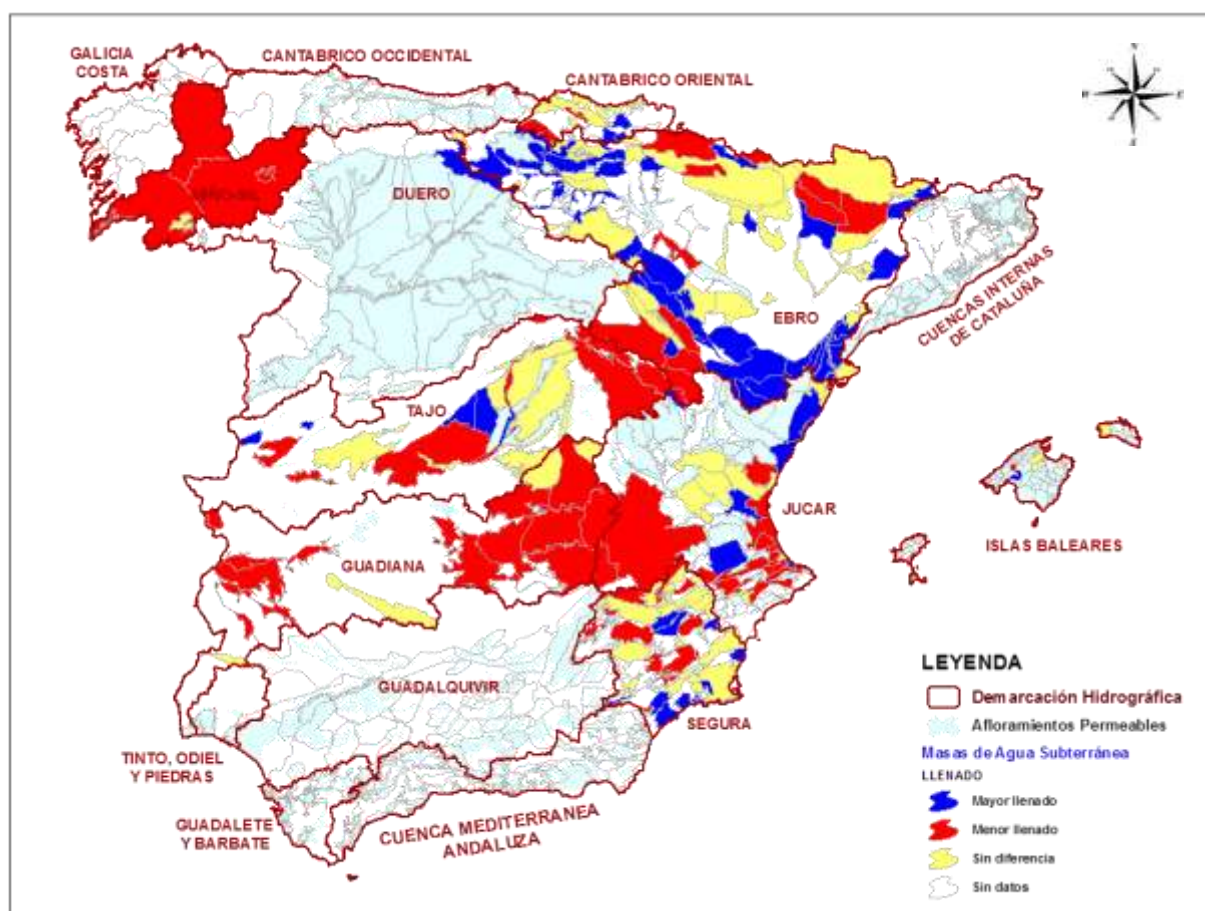 GALICIA
COSTA
CANTABRICO OCCIDENTAL
CANTABRICO ORIENTAL
N
W
E
S
DUERO
EBRO
CUENCAS INTERNAS
DE CATALUÑA
TAJO
JUCAR
ISLAS BALEARES
GUADIANA
GUADALQUIVIR
SEGURA
TINTO, ODIEL
Y PIEDRAS
GUADALETE
Y BARBATE
CUENCA MEDITERRANEA
ANDALUZA
LEYENDA
Demarcación Hidrográfica
Afloramientos Permeables
Masas de Agua Subterránea
LLENADO
Mayor llenado
Menor llenado
Sin diferencia
Sin datos